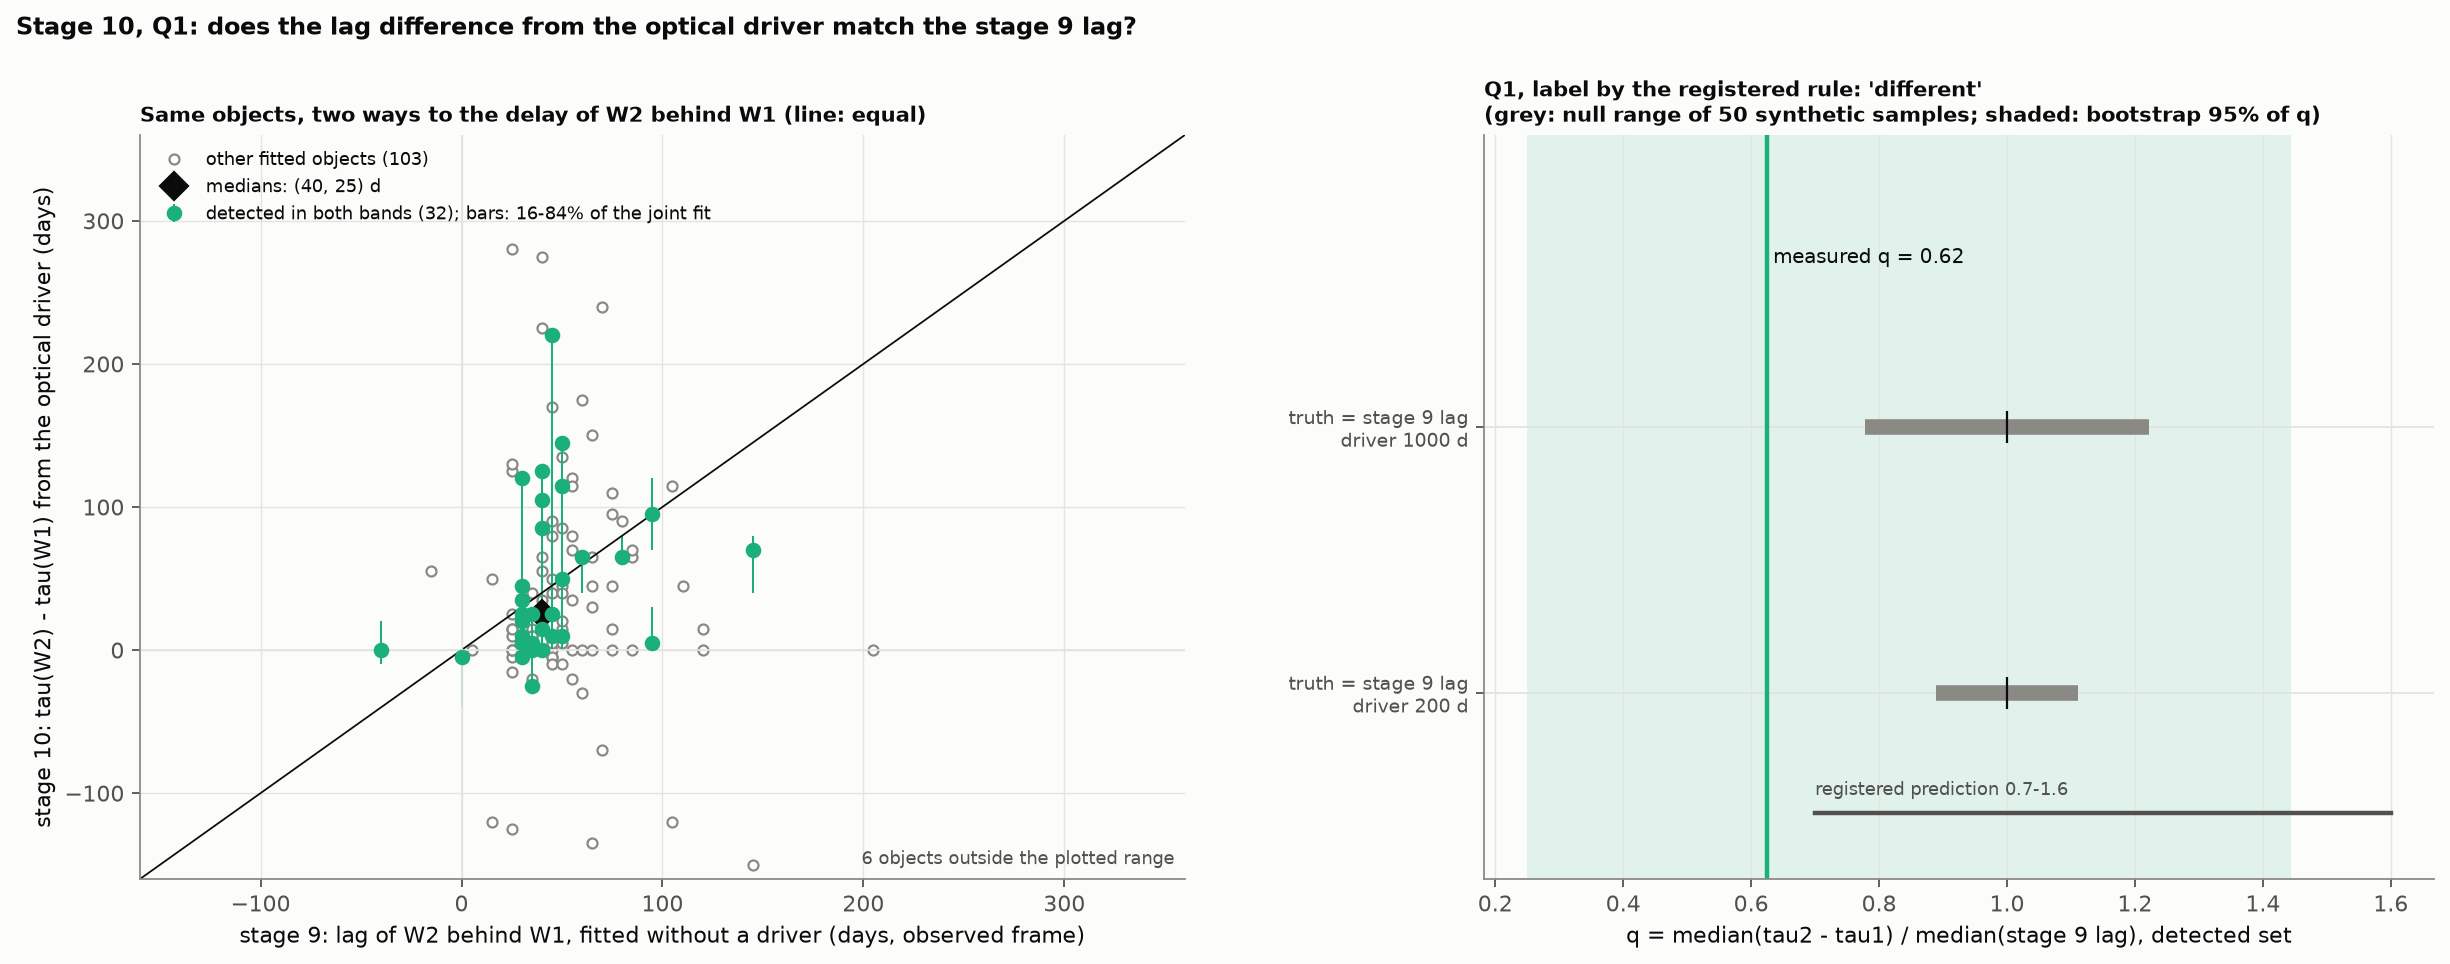 Stage 10, Q1: does the lag difference from the optical driver match the stage 9 lag?
Same objects, two ways to the delay of W2 behind W1 (line: equal)
other fitted objects (103)
medians: (40, 25) d
detected in both bands (32); bars: 16-84% of the joint fit
stage 10: tau(W2) - tau(W1) from the optical driver (days)
300
200
100
0
−100
6 objects outside the plotted range
−100
0
100
200
300
stage 9: lag of W2 behind W1, fitted without a driver (days, observed frame)
Q1, label by the registered rule: 'different'
(grey: null range of 50 synthetic samples; shaded: bootstrap 95% of q)
measured q = 0.62
truth = stage 9 lag
driver 1000 d
truth = stage 9 lag
driver 200 d
registered prediction 0.7-1.6
0.2
0.4
0.6
0.8
1.0
1.2
1.4
1.6
q = median(tau2 - tau1) / median(stage 9 lag), detected set